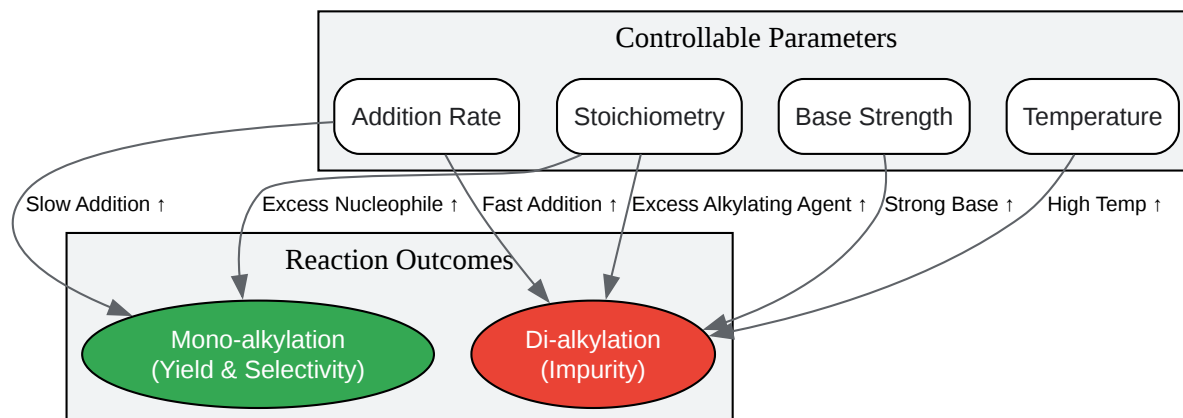 Controllable Parameters
Addition Rate
Stoichiometry
Base Strength
Temperature
Slow Addition ↑
Excess Nucleophile ↑
Fast Addition ↑
Excess Alkylating Agent ↑
Strong Base ↑
High Temp ↑
Reaction Outcomes
Mono-alkylation
(Yield & Selectivity)
Di-alkylation
(Impurity)